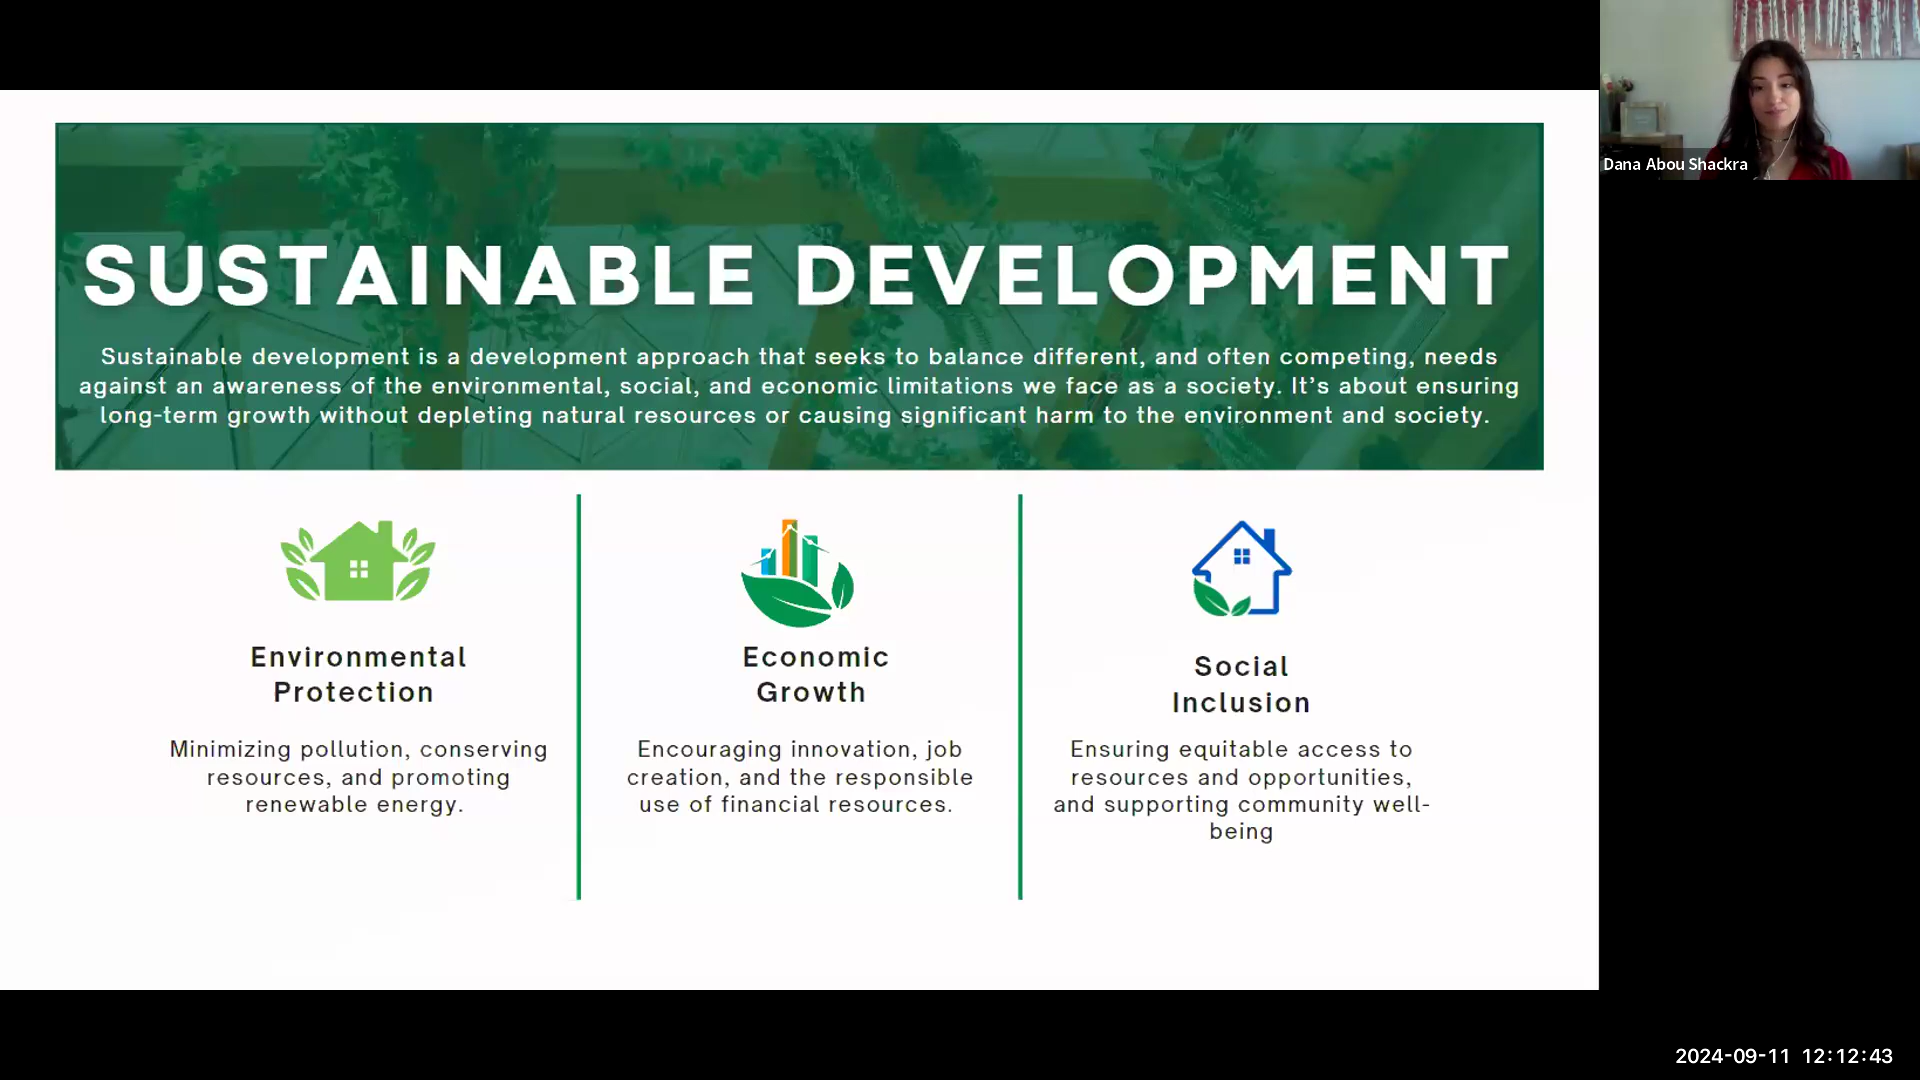 SUSTAINABLE DEVELOPMENT
Sustainable development is a development approach that seeks to balance different, and often competing, needs
against an awareness of the environmental, social, and economic limitations we face as a society. It's about ensuring
long-term growth without depleting natural resources or causing significant harm to the environment and society.
Environmental
Protection
Minimizing pollution, conserving
resources, and promoting
renewable energy.
Economic
Growth
Encouraging innovation, job
creation, and the responsible
use of financial resources.
Social
Inclusion
Ensuring equitable access to
resources and opportunities,
and supporting community well-
being
Dana Abou Shackra
2024-09-11 12:12:43